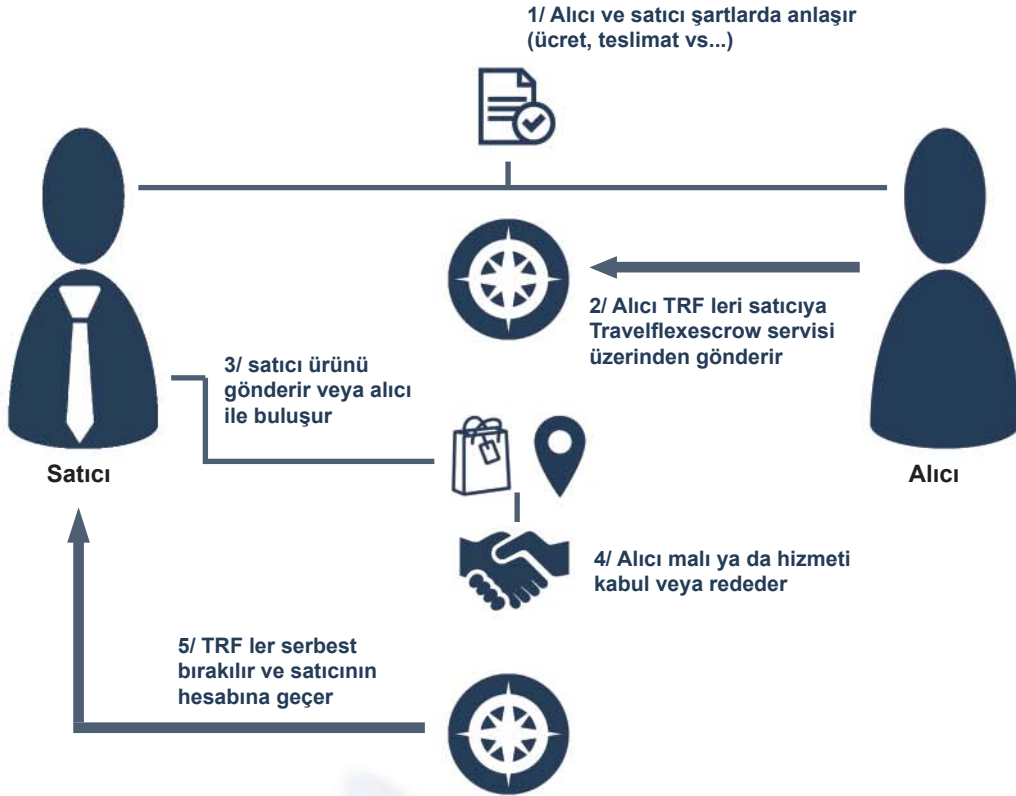 1/ Alıcı ve satıcı şartlarda anlaşır
(ücret, teslimat vs...)
2/ Alıcı TRF leri satıcıya
Travelflexescrow servisi
üzerinden gönderir
3/ satıcı ürünü
gönderir veya alıcı
ile buluşur
Satıcı
Alıcı
4/ Alıcı malı ya da hizmeti
kabul veya rededer
5/ TRF ler serbest
bırakılır ve satıcının
hesabına geçer